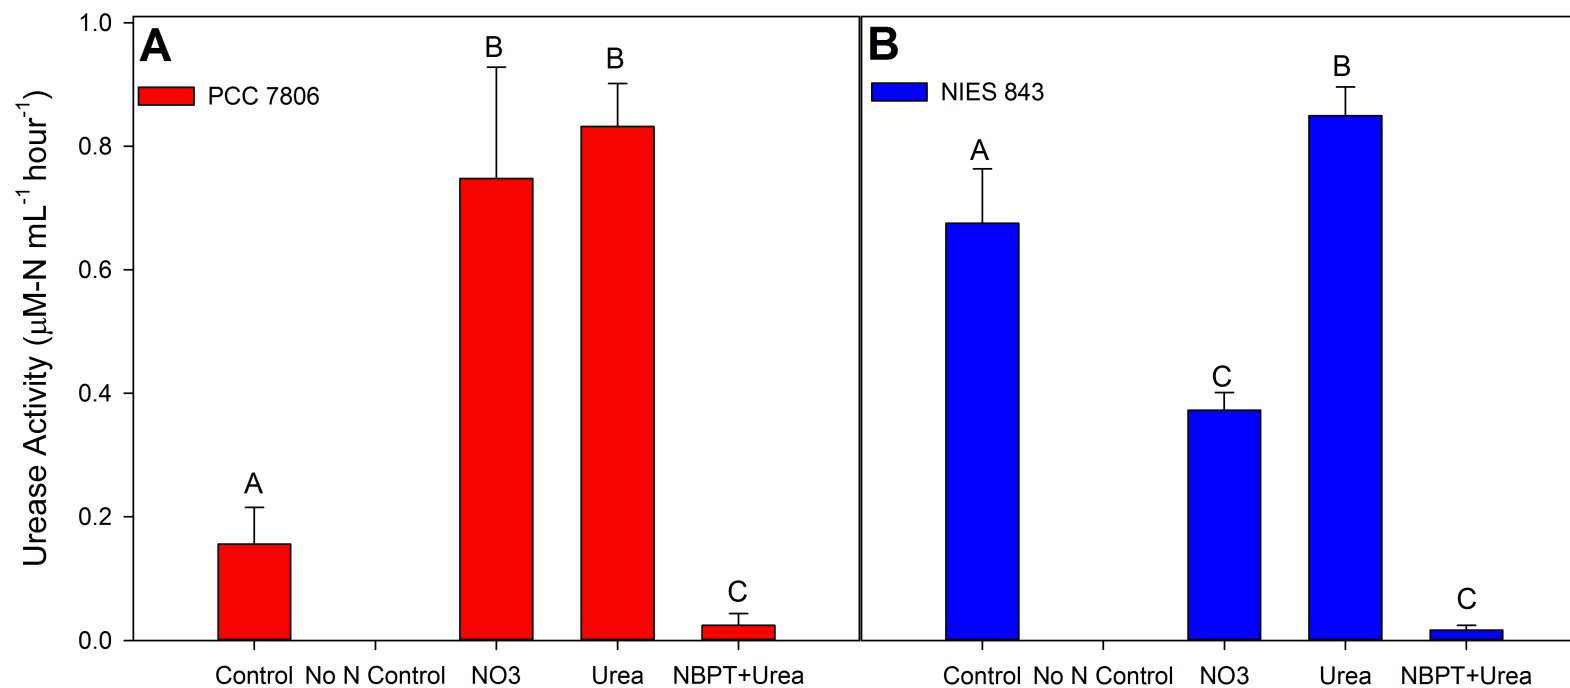 Urease Activity (μM-N mL⁻¹ hour⁻¹)
1.0
0.8
0.6
0.4
0.2
0.0
A
PCC 7806
A
B
B
C
Control
No N Control
NO3
Urea
NBPT+Urea
B
NIES 843
A
C
B
C
Control
No N Control
NO3
Urea
NBPT+Urea